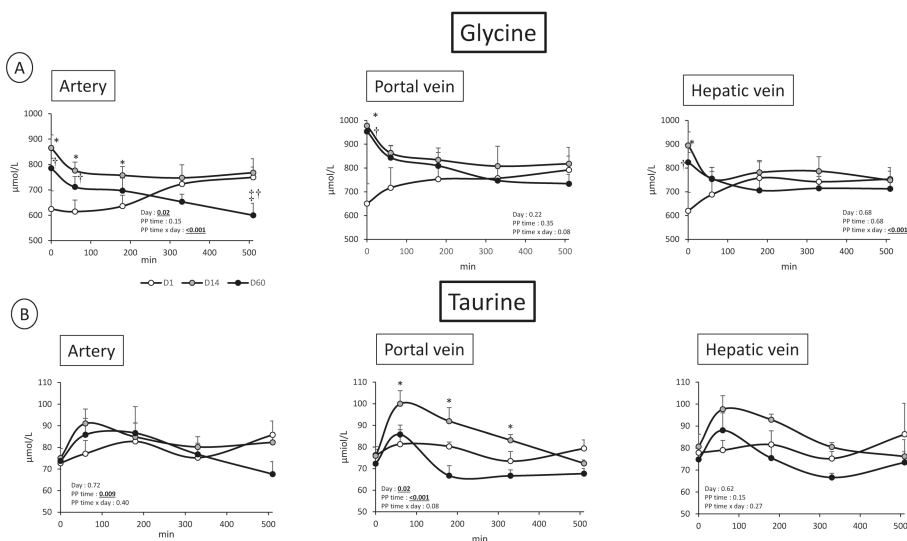 Glycine
A
Artery
Portal vein
Hepatic vein
1000
900
800
700
600
500
μmol/L
0 100 200 300 400 500
min
* * *
† † ††
‡
Day : 0.02
PP time : 0.15
PP time x day : <0.001
1000
900
800
700
600
500
μmol/L
0 100 200 300 400 500
min
*
†
Day : 0.22
PP time : 0.35
PP time x day : 0.08
1000
900
800
700
600
500
μmol/L
0 100 200 300 400 500
min
*
†
Day : 0.68
PP time : 0.68
PP time x day : <0.001
D1 D14 D60
Taurine
B
Artery
Portal vein
Hepatic vein
110
100
90
80
70
60
50
μmol/L
0 100 200 300 400 500
min
Day : 0.72
PP time : 0.009
PP time x day : 0.40
110
100
90
80
70
60
50
μmol/L
0 100 200 300 400 500
min
* * *
Day : 0.02
PP time : <0.001
PP time x day : 0.08
110
100
90
80
70
60
50
μmol/L
0 100 200 300 400 500
min
Day : 0.62
PP time : 0.15
PP time x day : 0.27